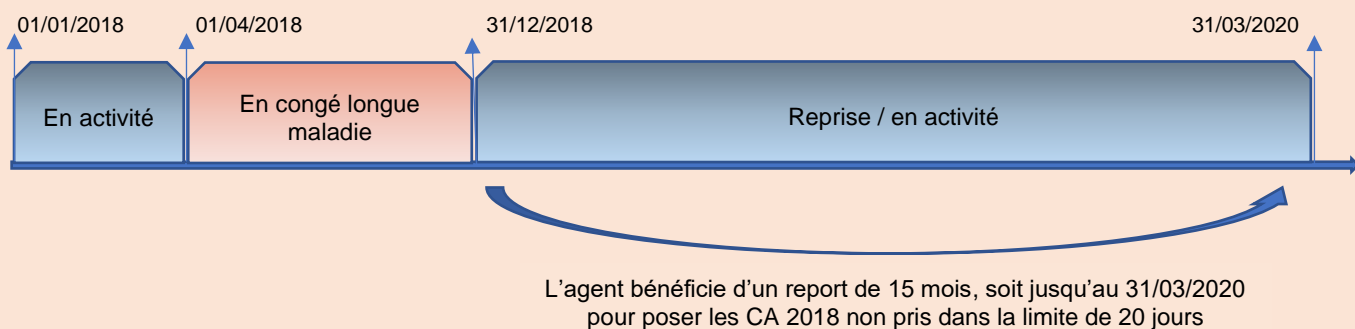 01/01/2018 01/04/2018 31/12/2018 31/03/2020
En activité
En congé longue
maladie
Reprise / en activité
L'agent bénéficie d'un report de 15 mois, soit jusqu'au 31/03/2020
pour poser les CA 2018 non pris dans la limite de 20 jours